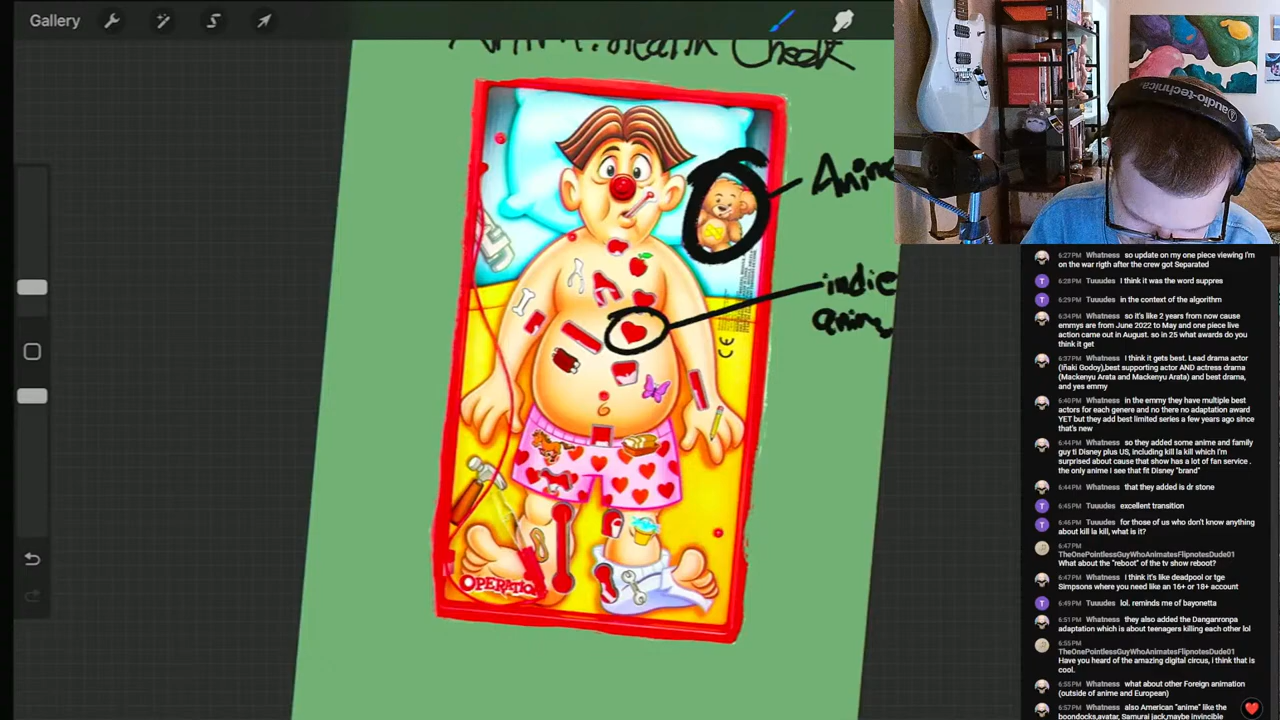 Gallery
Check
audio-technica
indie
CE
OPERATION
6:27PM Whatness so update on my one piece viewing I'm
on the war rigth after the crew got Separated
6:28PM Tuuudes I think it was the word suppres
6:29PM Tuuudes in the context of the algorithm
6:34PM Whatness so it's like 2 years from now cause
emmys are from June 2022 to May and one piece live
action came out in August. so in 25 what awards do you
think it get
6:37PM Whatness I think it gets best. Lead drama actor
(Iñaki Godoy),best supporting actor AND actress drama
(Mackenyu Arata and Mackenyu Arata) and best drama,
and yes emmy
6:40PM Whatness in the emmy they have multiple best
actors for each genere and no there no adaptation award
YET but they add best limited series a few years ago since
that's new
6:44PM Whatness so they added some anime and family
guy ti Disney plus US, including kill la kill which i'm
surprised about cause that show has a lot of fan service .
the only anime I see that fit Disney "brand"
6:44PM Whatness that they added is dr stone
6:45PM Tuuudes excellent transition
6:46PM Tuuudes for those of us who don't know anything
about kill la kill, what is it?
6:47PM
TheOnePointlessGuyWhoAnimatesFlipnotesDude01
What about the "reboot" of the tv show reboot?
6:47PM Whatness I think it's like deadpool or tge
Simpsons where you need like an 16+ or 18+ account
6:49PM Tuuudes lol. reminds me of bayonetta
6:51PM Whatness they also added the Danganronpa
adaptation which is about teenagers killing each other lol
6:55PM
TheOnePointlessGuyWhoAnimatesFlipnotesDude01
Have you heard of the amazing digital circus, i think that is
cool.
6:55PM Whatness what about other Foreign animation
(outside of anime and European)
6:57PM Whatness also American "anime" like the
boondocks,avatar, Samurai jack,maybe invincible